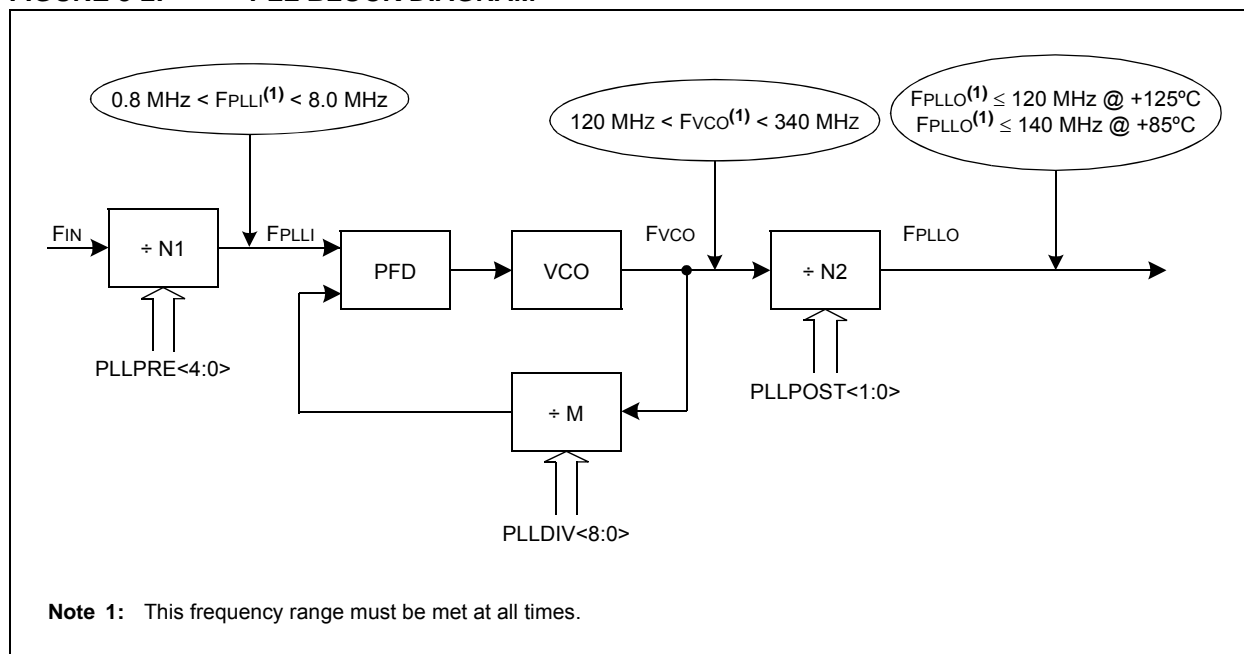 0.8 MHz < FPLLI(1) < 8.0 MHz
120 MHz < FVCO(1) < 340 MHz
FPLLO(1) ≤ 120 MHz @ +125ºC
FPLLO(1) ≤ 140 MHz @ +85ºC
FIN
÷ N1
FPLLI
PFD
VCO
FVCO
÷ N2
FPLLO
PLLPRE<4:0>
÷ M
PLLPOST<1:0>
PLLDIV<8:0>
Note 1: This frequency range must be met at all times.